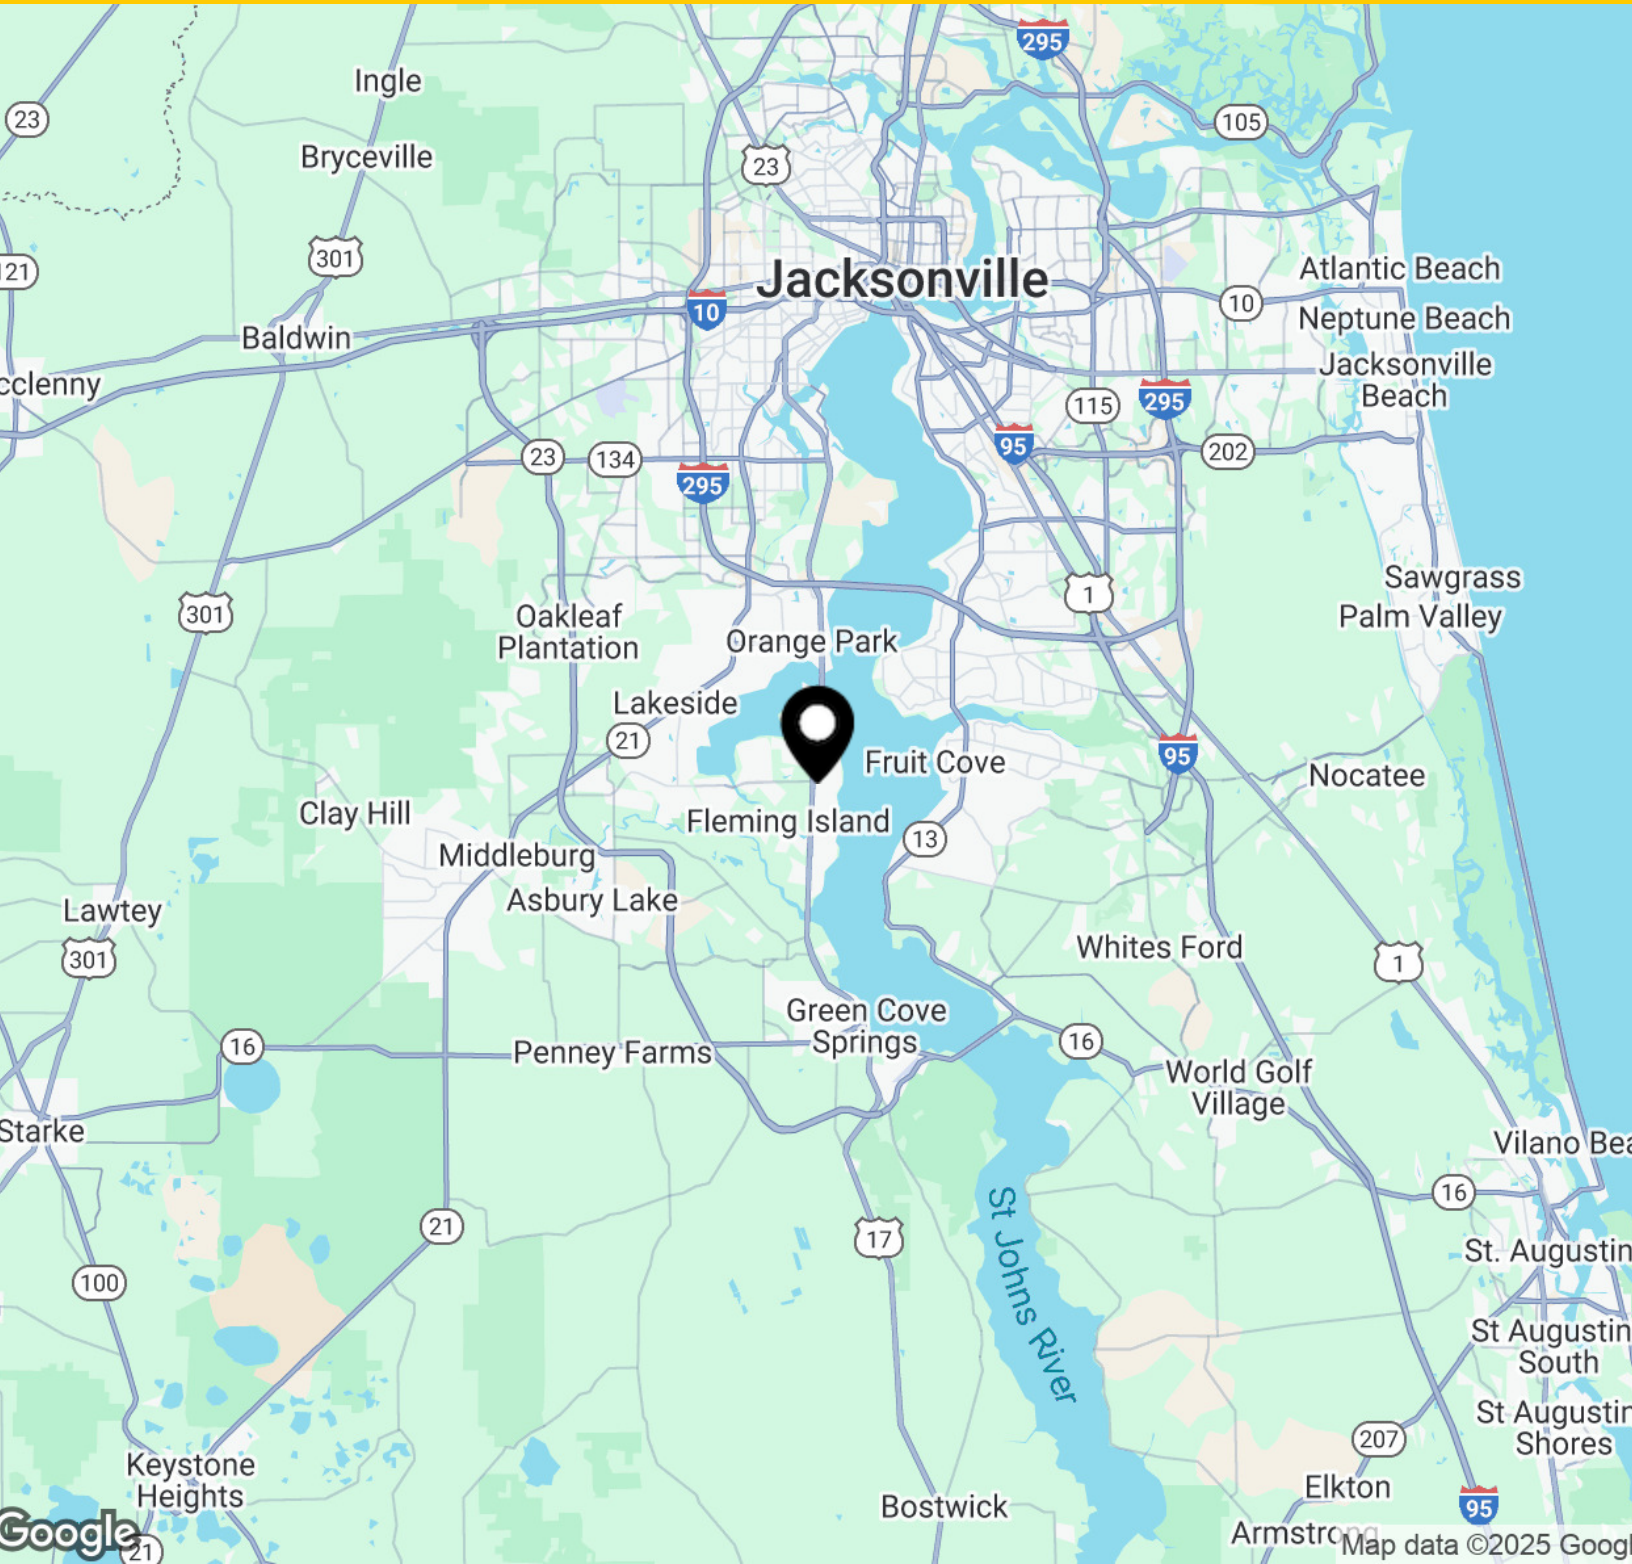 295
Ingle
23
105
Bryceville
23
301
121
Atlantic Beach
Jacksonville
10
10
Neptune Beach
Baldwin
Jacksonville
Beach
cclenny
295
115
95
202
23
134
295
Sawgrass
1
301
Oakleaf
Plantation
Palm Valley
Orange Park
Lakeside
21
95
Fruit Cove
Nocatee
Clay Hill
Fleming Island
13
Middleburg
Asbury Lake
Lawtey
Whites Ford
301
1
Green Cove
Springs
16
16
Penney Farms
World Golf
Village
Starke
Vilano Bea
16
St Johns River
21
17
St. Augustin
100
St Augustin
South
St Augustin
Shores
207
Keystone
Heights
Elkton
95
Bostwick
Google
21
Armstrong
Map data ©2025 Googl